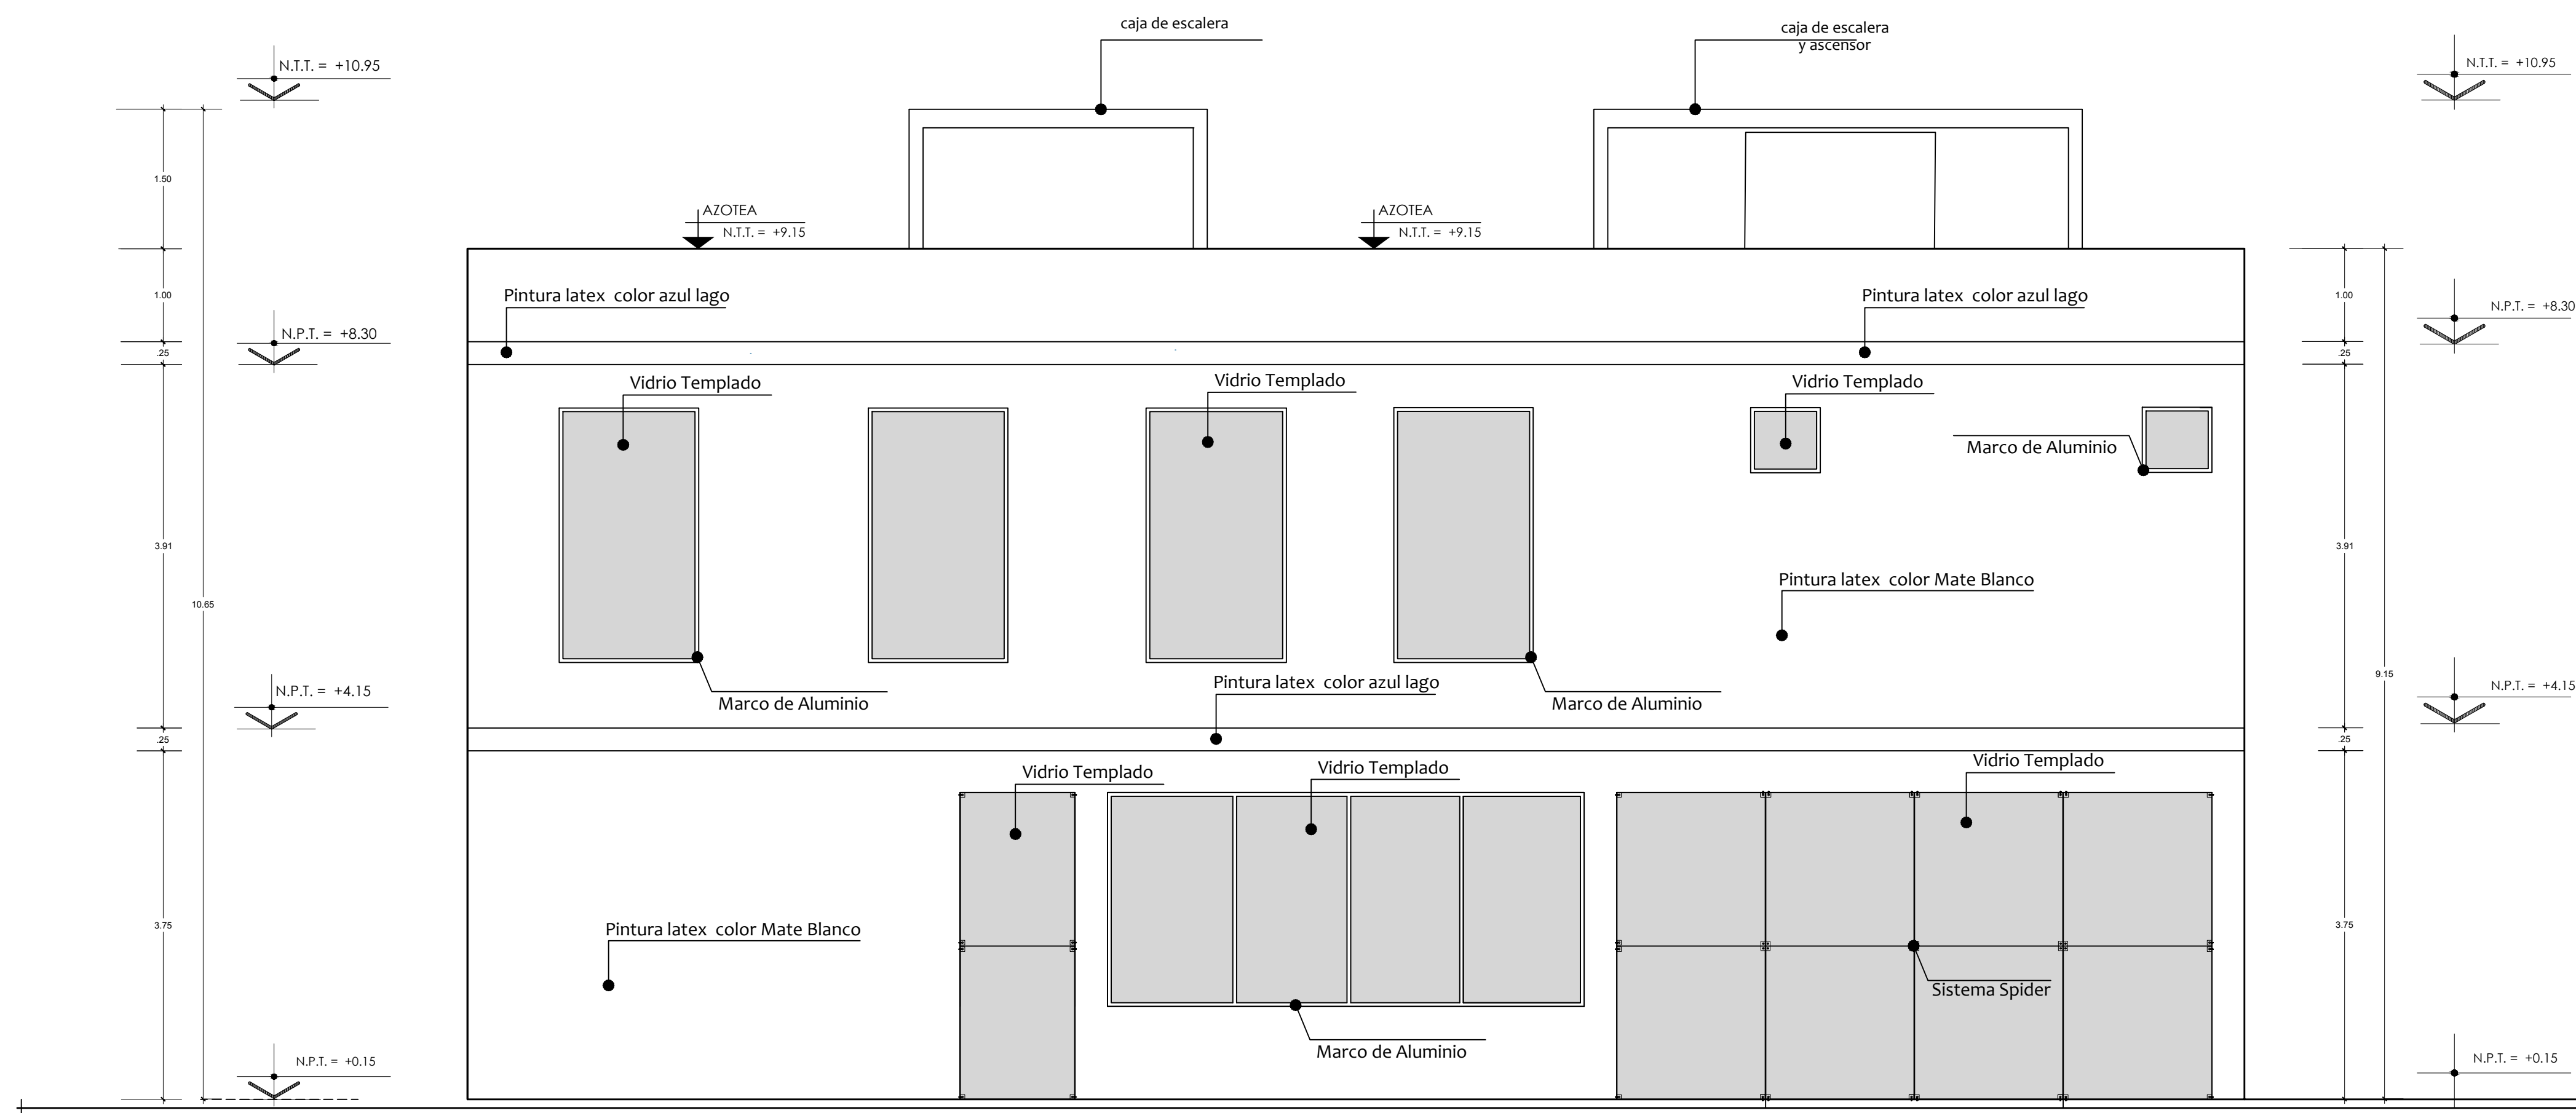 caja de escalera
caja de escalera
y ascensor
N.T.T. = +10.95
N.T.T. = +10.95
1.50
AZOTEA
N.T.T. = +9.15
AZOTEA
N.T.T. = +9.15
1.00
Pintura latex color azul lago
Pintura latex color azul lago
1.00
N.P.T. = +8.30
N.P.T. = +8.30
.25
.25
Vidrio Templado
Vidrio Templado
Vidrio Templado
Marco de Aluminio
3.91
3.91
Pintura latex color Mate Blanco
10.65
9.15
N.P.T. = +4.15
N.P.T. = +4.15
Marco de Aluminio
Pintura latex color azul lago
Marco de Aluminio
.25
.25
Vidrio Templado
Vidrio Templado
Vidrio Templado
3.75
Pintura latex color Mate Blanco
3.75
Sistema Spider
Marco de Aluminio
N.P.T. = +0.15
N.P.T. = +0.15